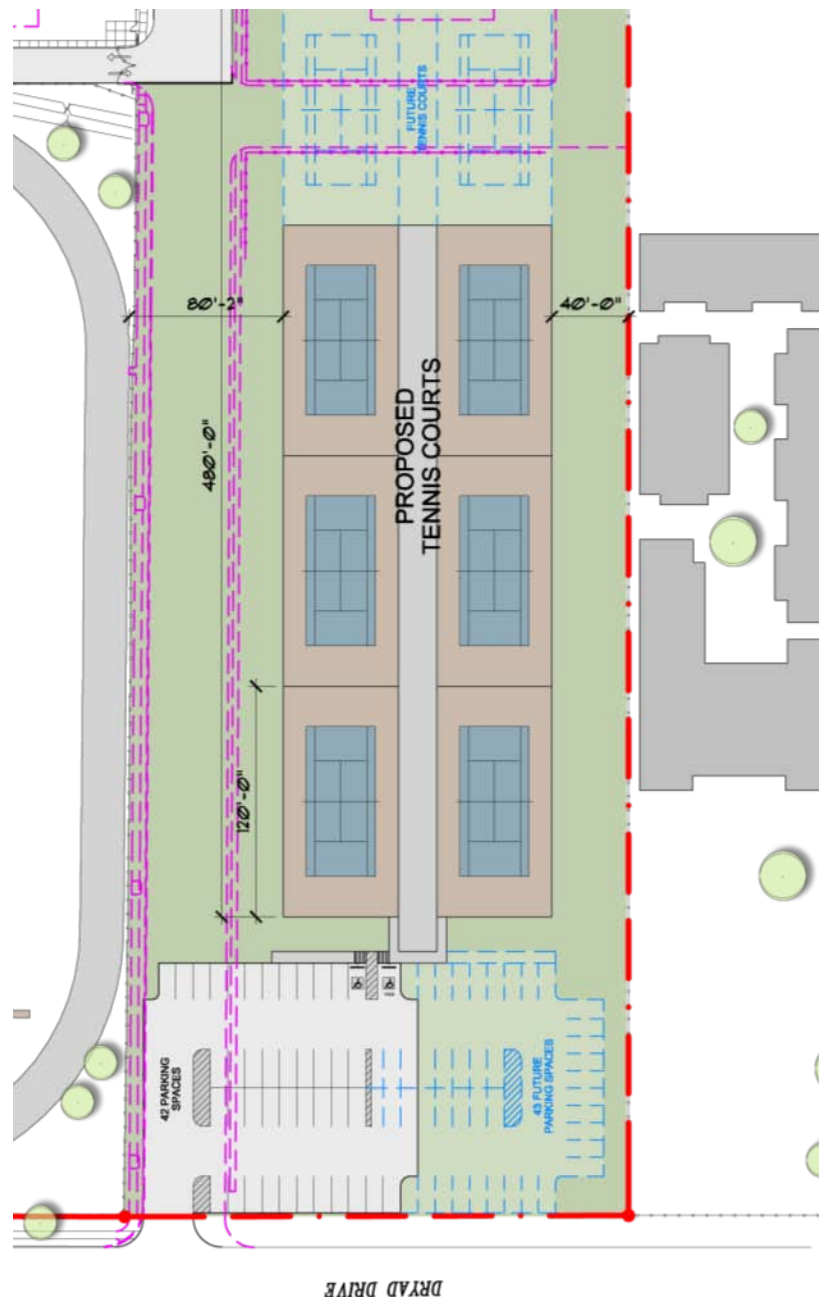 FUTURE
TENNIS COURTS
80'-2"
40'-0"
480'-0"
PROPOSED
TENNIS COURTS
120'-0"
42 PARKING
SPACES
43 FUTURE
PARKING SPACES
DRYAD DRIVE